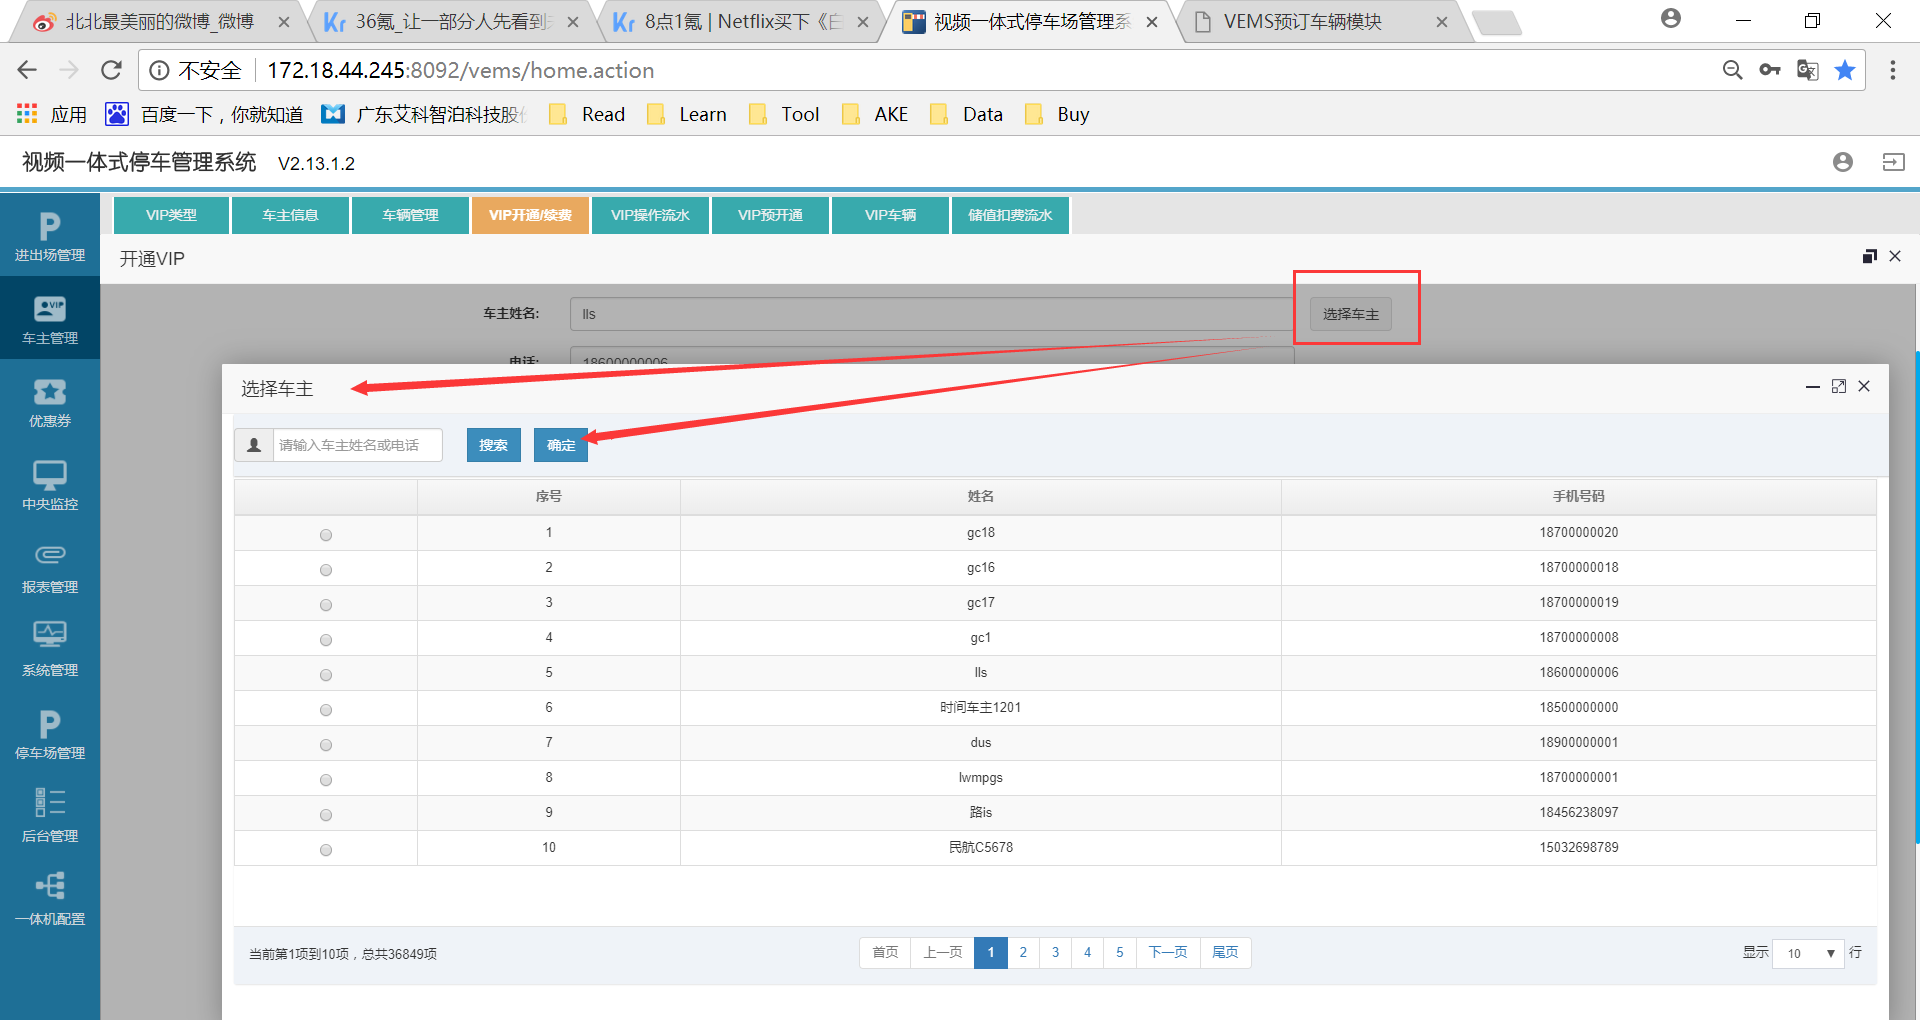 北北最美丽的微博_微博
36氪_让一部分人先看到
8点1氪 | Netflix买下《白
视频一体式停车场管理系
VEMS预订车辆模块
不安全
172.18.44.245:8092/vems/home.action
应用
百度一下，你就知道
广东艾科智泊科技股
Read
Learn
Tool
AKE
Data
Buy
视频一体式停车管理系统 V2.13.1.2
VIP类型
车主信息
车辆管理
VIP开通/续费
VIP操作流水
VIP预开通
VIP车辆
储值扣费流水
进出场管理
车主管理
优惠券
中央监控
报表管理
系统管理
停车场管理
后台管理
一体机配置
开通VIP
车主姓名: lls 选择车主
电话: 18600000006
选择车主
请输入车主姓名或电话 搜索 确定
序号 姓名 手机号码
1 gc18 18700000020
2 gc16 18700000018
3 gc17 18700000019
4 gc1 18700000008
5 lls 18600000006
6 时间车主1201 18500000000
7 dus 18900000001
8 lwmpgs 18700000001
9 路is 18456238097
10 民航C5678 15032698789
当前第1项到10项，总共36849项
首页 上一页 1 2 3 4 5 下一页 尾页
显示 10 行